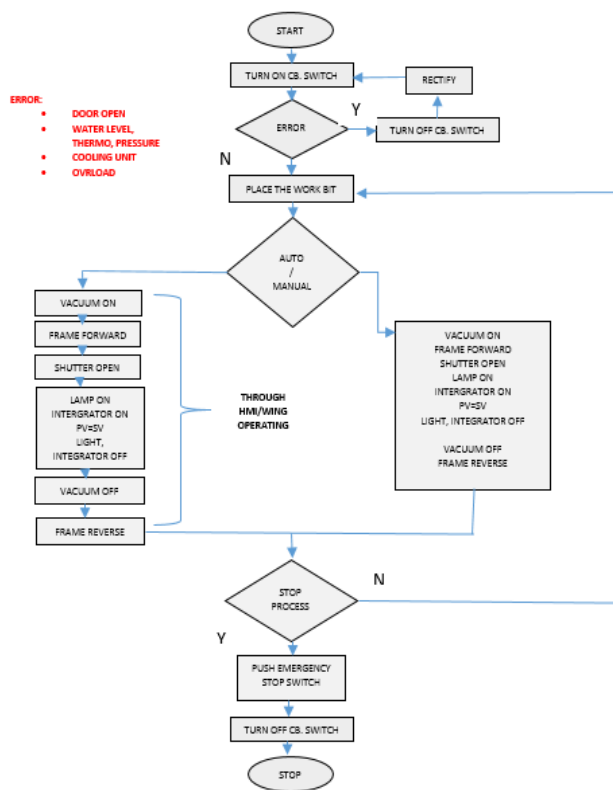 START
TURN ON CB. SWITCH
RECTIFY
ERROR:
• DOOR OPEN
• WATER LEVEL,
THERMO, PRESSURE
• COOLING UNIT
• OVRLOAD
ERROR
Y
TURN OFF CB. SWITCH
N
PLACE THE WORK BIT
AUTO
/
MANUAL
VACUUM ON
FRAME FORWARD
SHUTTER OPEN
LAMP ON
INTERGRATOR ON
PV=SV
LIGHT,
INTEGRATOR OFF
VACUUM OFF
FRAME REVERSE
THROUGH
HMI/WING
OPERATING
VACUUM ON
FRAME FORWARD
SHUTTER OPEN
LAMP ON
INTERGRATOR ON
PV=SV
LIGHT, INTEGRATOR OFF
VACUUM OFF
FRAME REVERSE
STOP
PROCESS
N
Y
PUSH EMERGENCY
STOP SWITCH
TURN OFF CB. SWITCH
STOP